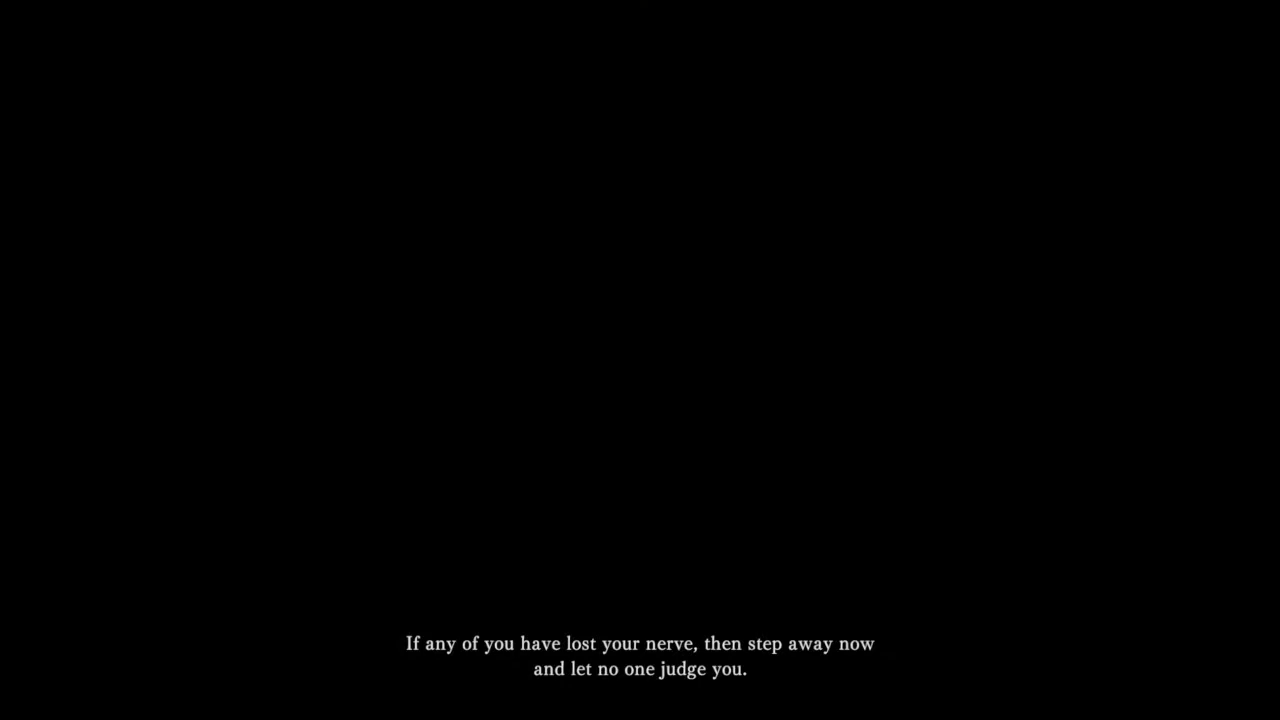 If any of you have lost your nerve, then step away now
and let no one judge you.